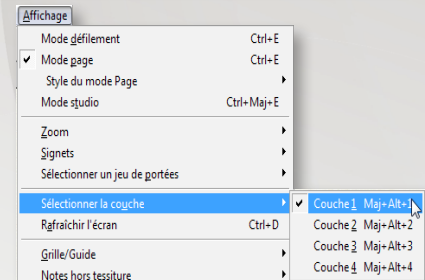 Affichage
Mode défilement Ctrl+E
Mode page Ctrl+E
Style du mode Page
Mode studio Ctrl+Maj+E
Zoom
Signets
Sélectionner un jeu de portées
Sélectionner la couche
Couche 1 Maj+Alt+1
Rafraîchir l'écran Ctrl+D
Couche 2 Maj+Alt+2
Couche 3 Maj+Alt+3
Grille/Guide
Couche 4 Maj+Alt+4
Notes hors tessiture